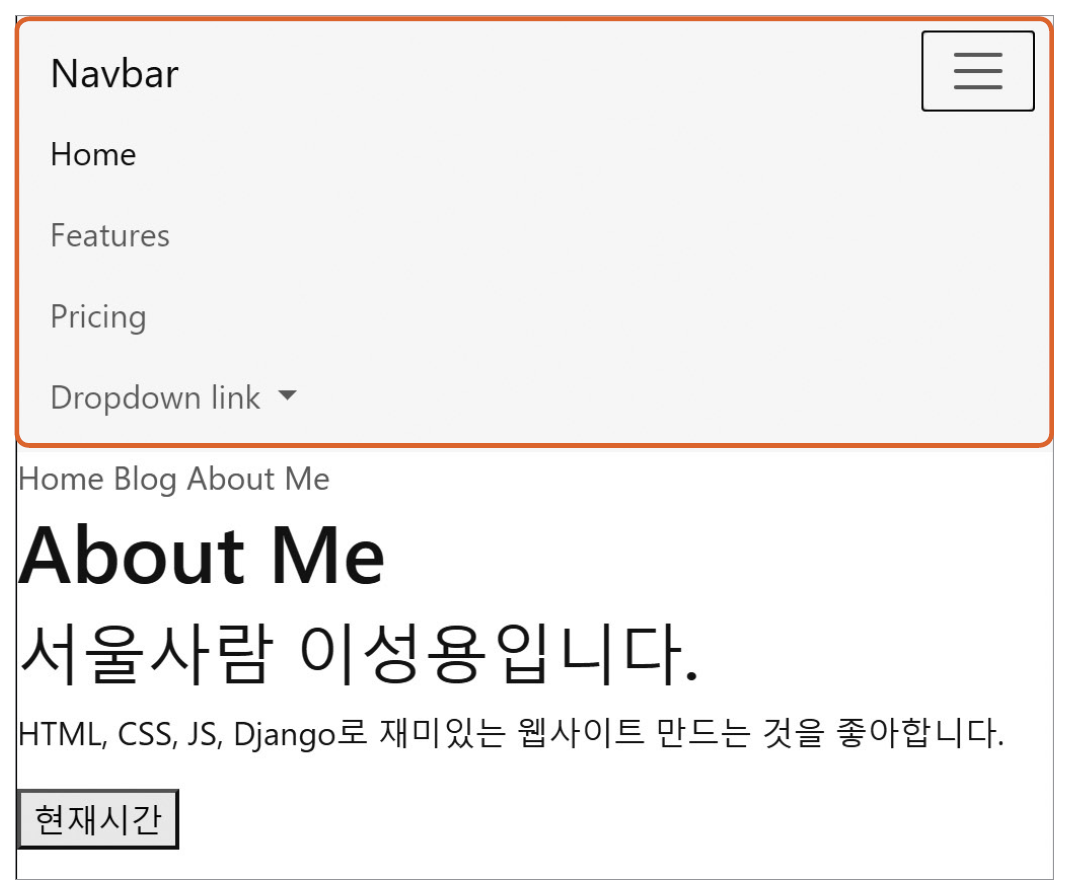 Navbar
Home
Features
Pricing
Dropdown link
Home Blog About Me
About Me
서울사람 이성용입니다.
HTML, CSS, JS, Django로 재미있는 웹사이트 만드는 것을 좋아합니다.
현재시간